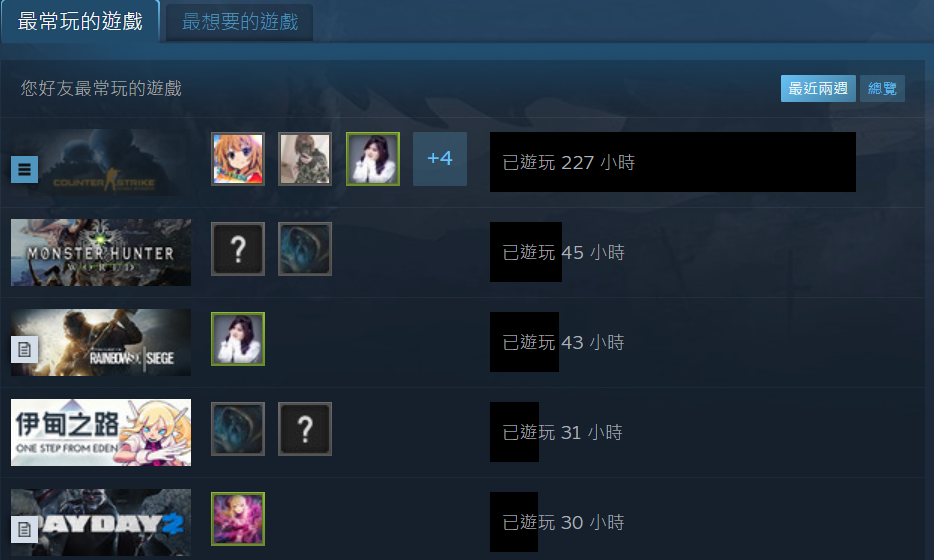 最常玩的遊戲 最想要的遊戲
您好友最常玩的遊戲 最近兩週 總覽
COUNTER STRIKE
+4 已遊玩 227 小時
MONSTER HUNTER
WORLD
? 已遊玩 45 小時
RAINBOW SIX | SIEGE
已遊玩 43 小時
伊甸之路
ONE STEP FROM EDEN
? 已遊玩 31 小時
PAYDAY 2
已遊玩 30 小時